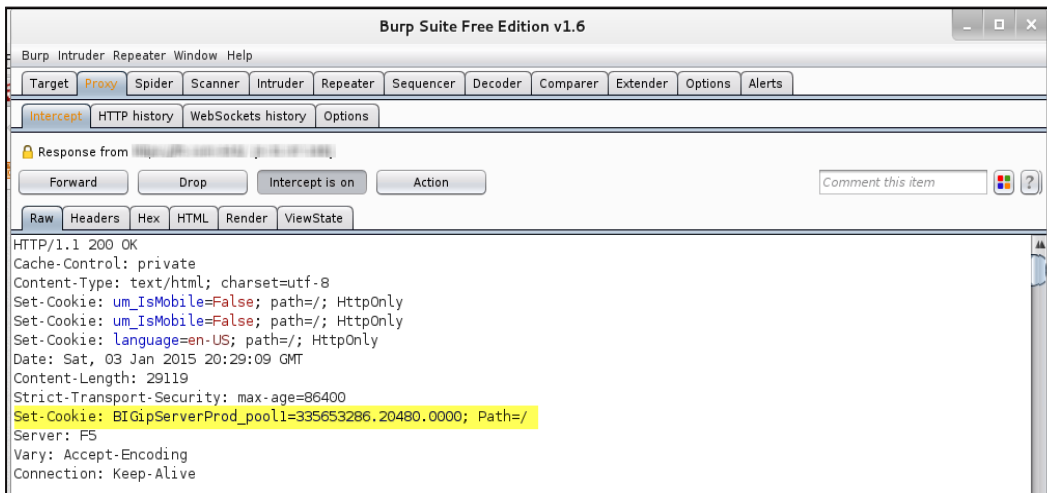 Burp Suite Free Edition v1.6
Burp Intruder Repeater Window Help
Target Proxy Spider Scanner Intruder Repeater Sequencer Decoder Comparer Extender Options Alerts
Intercept HTTP history WebSockets history Options
Response from
Forward Drop Intercept is on Action Comment this item ?
Raw Headers Hex HTML Render ViewState
HTTP/1.1 200 OK
Cache-Control: private
Content-Type: text/html; charset=utf-8
Set-Cookie: um_IsMobile=False; path=/; HttpOnly
Set-Cookie: um_IsMobile=False; path=/; HttpOnly
Set-Cookie: language=en-US; path=/; HttpOnly
Date: Sat, 03 Jan 2015 20:29:09 GMT
Content-Length: 29119
Strict-Transport-Security: max-age=86400
Set-Cookie: BIGipServerProd_pool1=335653286.20480.0000; Path=/
Server: F5
Vary: Accept-Encoding
Connection: Keep-Alive